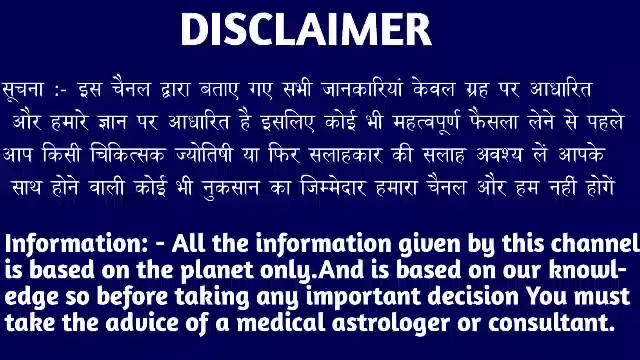 DISCLAIMER
सूचना :- इस चैनल द्वारा बताए गए सभी जानकारियां केवल ग्रह पर आधारित
और हमारे ज्ञान पर आधारित है इसलिए कोई भी महत्वपूर्ण फैसला लेने से पहले
आप किसी चिकित्सक ज्योतिषी या फिर सलाहकार की सलाह अवश्य लें आपके
साथ होने वाली कोई भी नुकसान का जिम्मेदार हमारा चैनल और हम नहीं होगें
Information: - All the information given by this channel
is based on the planet only.And is based on our knowl-
edge so before taking any important decision You must
take the advice of a medical astrologer or consultant.